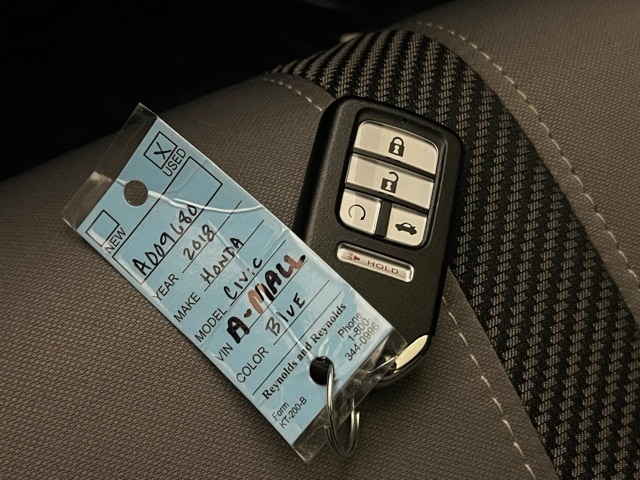 X USED
NEW
AD09680
YEAR 2018
MAKE HONDA
MODEL Civic
VIN A-MALL
COLOR BlVE
Reynolds and Reynolds
Phone
1-800-
344-0996
Form
KT-200-B
HOLD